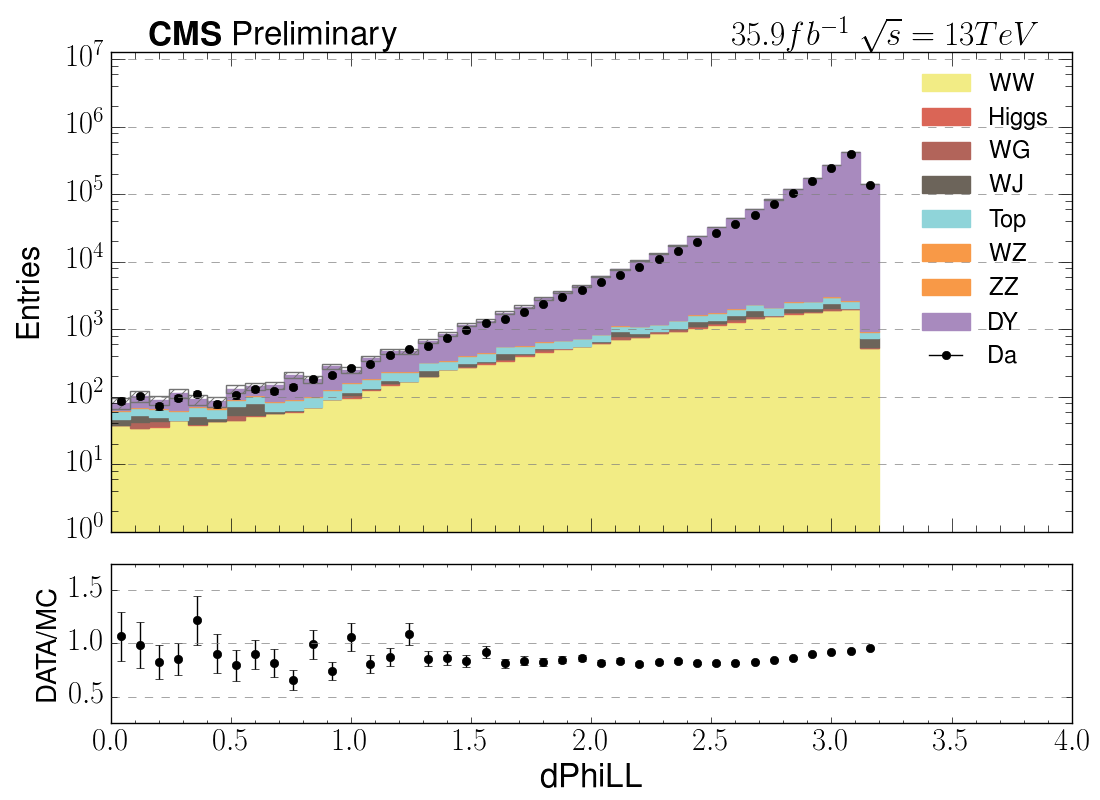 CMS Preliminary 35.9fb⁻¹ √s = 13TeV
10⁷
10⁶
10⁵
10⁴
10³
10²
10¹
10⁰
Entries
WW
Higgs
WG
WJ
Top
WZ
ZZ
DY
Da
1.5
1.0
0.5
DATA/MC
0.0 0.5 1.0 1.5 2.0 2.5 3.0 3.5 4.0
dPhiLL